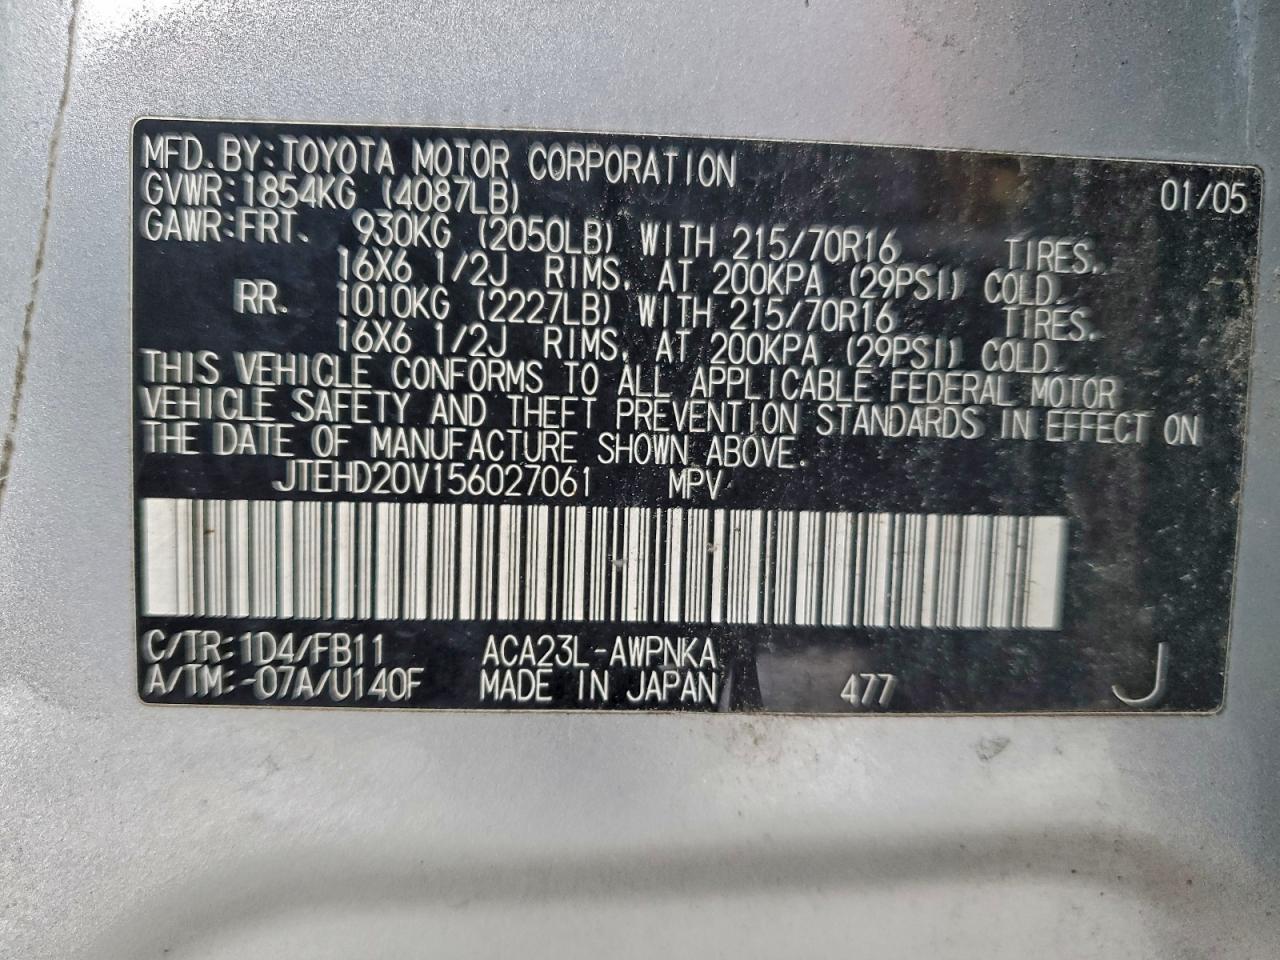 MFD. BY: TOYOTA MOTOR CORPORATION 01/05
GVWR: 1854KG (4087LB)
GAWR: FRT. 930KG (2050LB) WITH 215/70R16 TIRES,
16X6 1/2J RIMS, AT 200KPA (29PSI) COLD.
RR. 1010KG (2227LB) WITH 215/70R16 TIRES,
16X6 1/2J RIMS, AT 200KPA (29PSI) COLD.
THIS VEHICLE CONFORMS TO ALL APPLICABLE FEDERAL MOTOR
VEHICLE SAFETY AND THEFT PREVENTION STANDARDS IN EFFECT ON
THE DATE OF MANUFACTURE SHOWN ABOVE.
JTEHD20V156027061 MPV
C/TR: 1D4/FB11 ACA23L-AWPNKA
A/TM: -07A/U140F MADE IN JAPAN 477 J